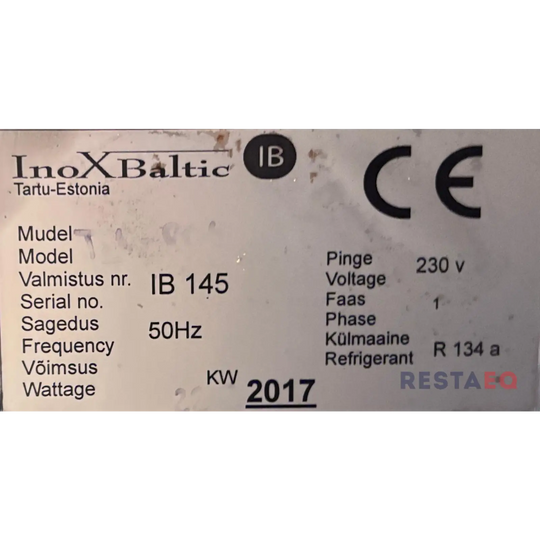 InoXBaltic IB
Tartu-Estonia
CE
Mudel
Model
Valmistus nr. IB 145
Serial no.
Sagedus 50Hz
Frequency
Võimsus KW 2017
Wattage
Pinge 230 v
Voltage
Faas 1
Phase
Külmaaine R 134 a
Refrigerant
RESTAEQ